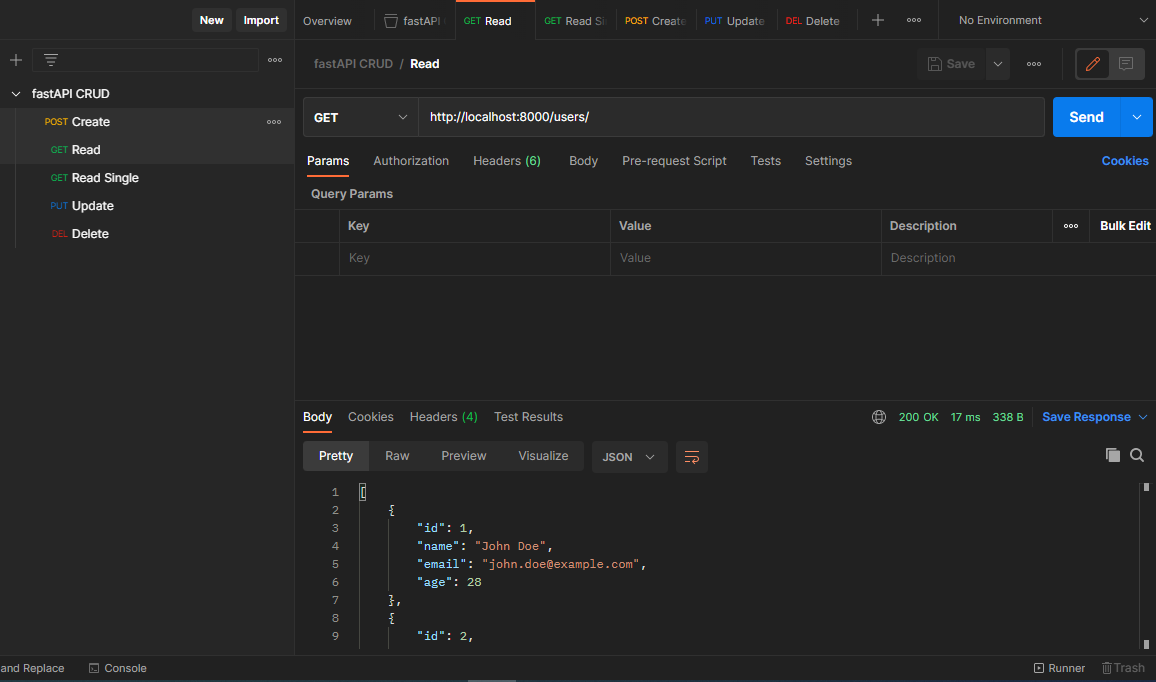 New Import
Overview fastAPI GET Read GET Read Si POST Create PUT Update DEL Delete No Environment
fastAPI CRUD / Read Save
fastAPI CRUD
POST Create
GET Read
GET Read Single
PUT Update
DEL Delete
GET http://localhost:8000/users/ Send
Params Authorization Headers (6) Body Pre-request Script Tests Settings Cookies
Query Params
Key Value Description Bulk Edit
Key Value Description
Body Cookies Headers (4) Test Results 200 OK 17 ms 338 B Save Response
Pretty Raw Preview Visualize JSON
1 [
2 {
3 "id": 1,
4 "name": "John Doe",
5 "email": "john.doe@example.com",
6 "age": 28
7 },
8 {
9 "id": 2,
and Replace Console Runner Trash